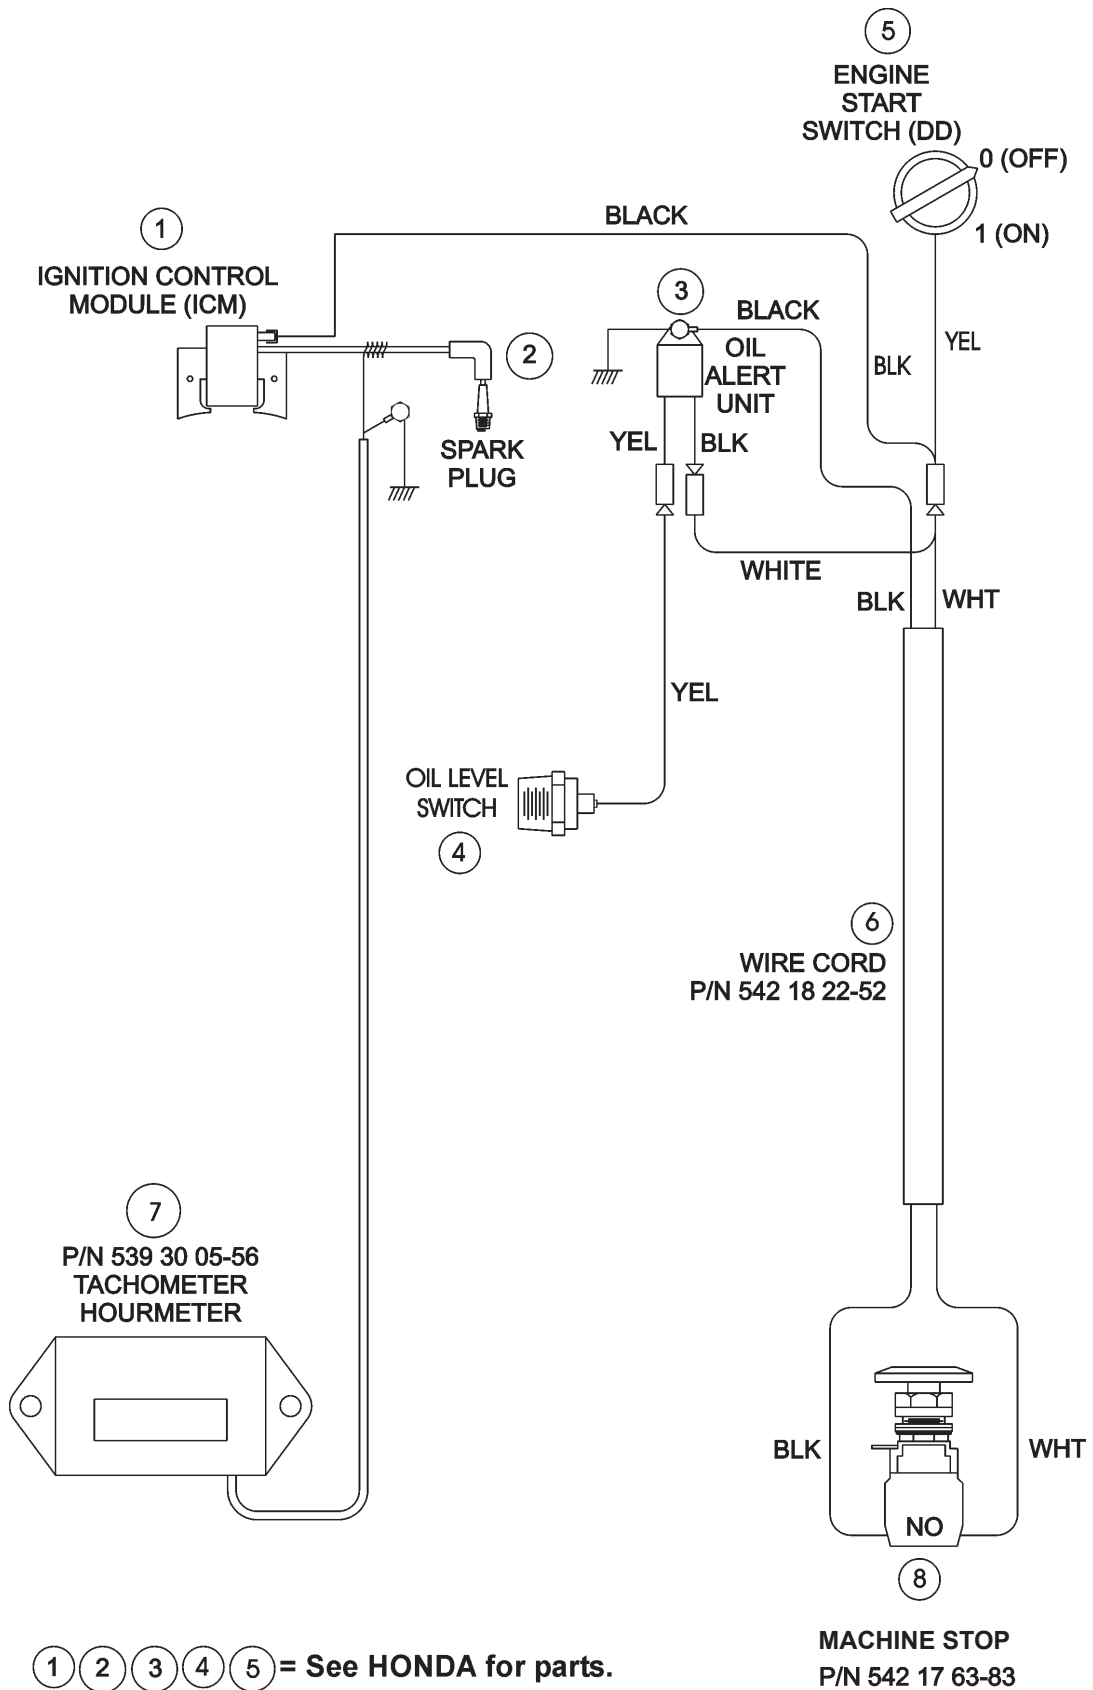 5
ENGINE
START
SWITCH (DD)
0 (OFF)
1 (ON)
1
IGNITION CONTROL
MODULE (ICM)
BLACK
3
BLACK
OIL
ALERT
UNIT
2
SPARK
PLUG
YEL
BLK
BLK
YEL
WHITE
BLK
WHT
YEL
OIL LEVEL
SWITCH
4
6
WIRE CORD
P/N 542 18 22-52
7
P/N 539 30 05-56
TACHOMETER
HOURMETER
BLK
WHT
NO
8
MACHINE STOP
P/N 542 17 63-83
1 2 3 4 5 = See HONDA for parts.